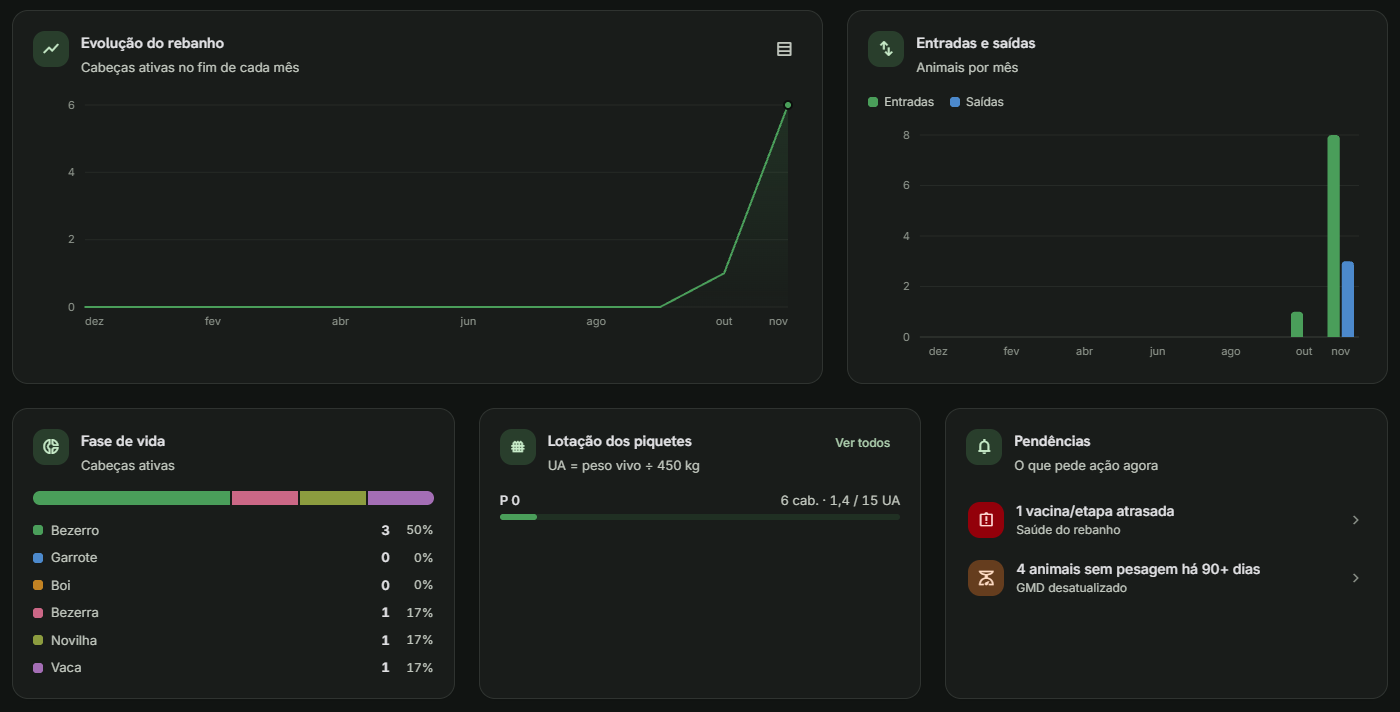 Evolução do rebanho
Cabeças ativas no fim de cada mês
6
4
2
0
dez fev abr jun ago out nov
Entradas e saídas
Animais por mês
Entradas Saídas
8
6
4
2
0
dez fev abr jun ago out nov
Fase de vida
Cabeças ativas
Bezerro 3 50%
Garrote 0 0%
Boi 0 0%
Bezerra 1 17%
Novilha 1 17%
Vaca 1 17%
Lotação dos piquetes Ver todos
UA = peso vivo ÷ 450 kg
P 0 6 cab. · 1,4 / 15 UA
Pendências
O que pede ação agora
1 vacina/etapa atrasada
Saúde do rebanho
4 animais sem pesagem há 90+ dias
GMD desatualizado